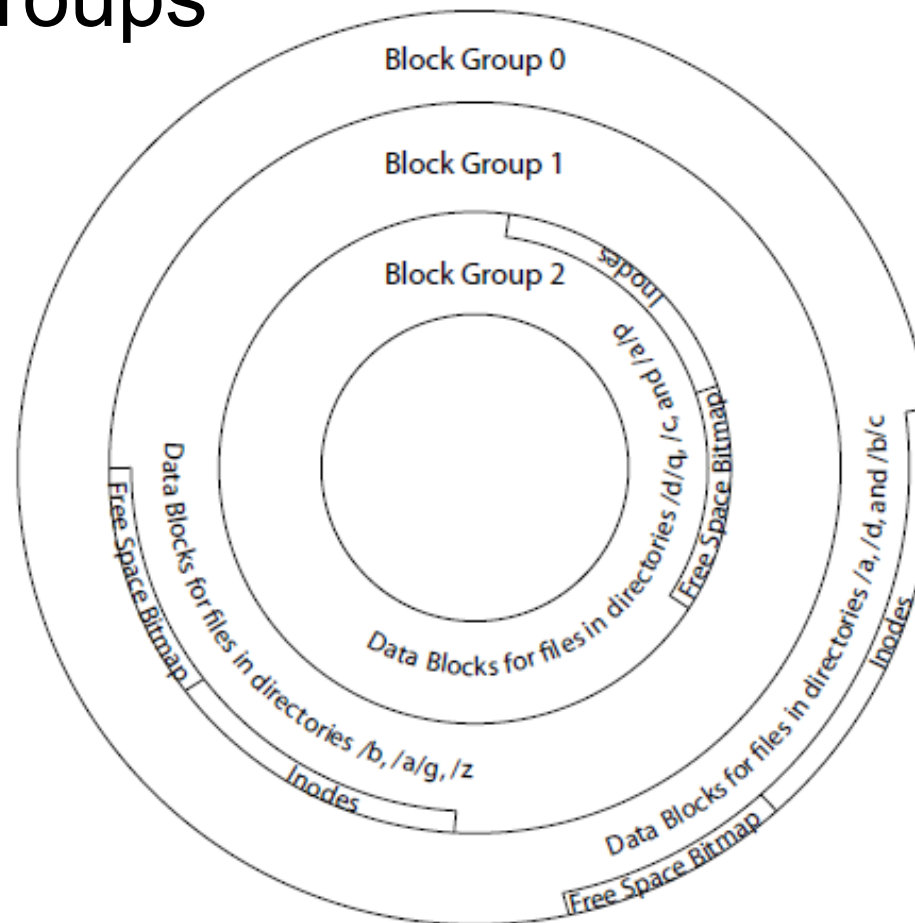 roups
Block Group 0
Block Group 1
Block Group 2
Inodes
Free Space Bitmap
Data Blocks for files in directories /d/q, /c, and /a/p
Data Blocks for files in directories /b, /a/g, /z
Free Space Bitmap
Inodes
Data Blocks for files in directories /a, /d, and /b/c
Inodes
Free Space Bitmap